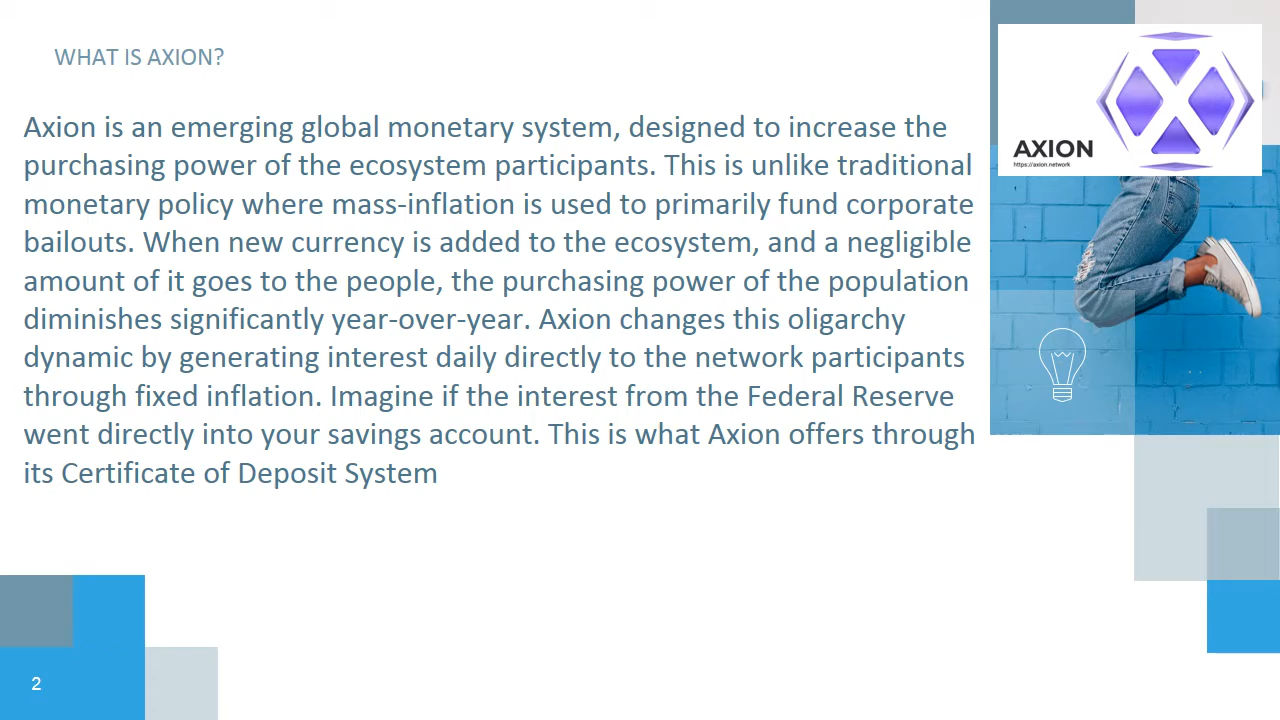 WHAT IS AXION?
Axion is an emerging global monetary system, designed to increase the
purchasing power of the ecosystem participants. This is unlike traditional
monetary policy where mass-inflation is used to primarily fund corporate
bailouts. When new currency is added to the ecosystem, and a negligible
amount of it goes to the people, the purchasing power of the population
diminishes significantly year-over-year. Axion changes this oligarchy
dynamic by generating interest daily directly to the network participants
through fixed inflation. Imagine if the interest from the Federal Reserve
went directly into your savings account. This is what Axion offers through
its Certificate of Deposit System
AXION
https://axion.network
2